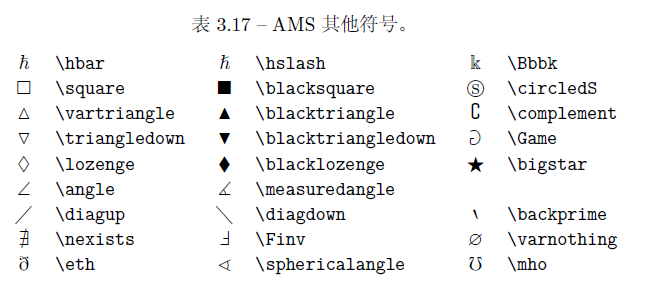 表 3.17 – AMS 其他符号。
ℏ \hbar ℏ \hslash 𝕜 \Bbbk
□ \square ■ \blacksquare Ⓢ \circledS
△ \vartriangle ▲ \blacktriangle ∁ \complement
▽ \triangledown ▼ \blacktriangledown ⅁ \Game
◊ \lozenge ⧫ \blacklozenge ★ \bigstar
∠ \angle ∡ \measuredangle
╱ \diagup ╲ \diagdown ‵ \backprime
∄ \nexists Ⅎ \Finv ∅ \varnothing
ð \eth ∢ \sphericalangle ℧ \mho